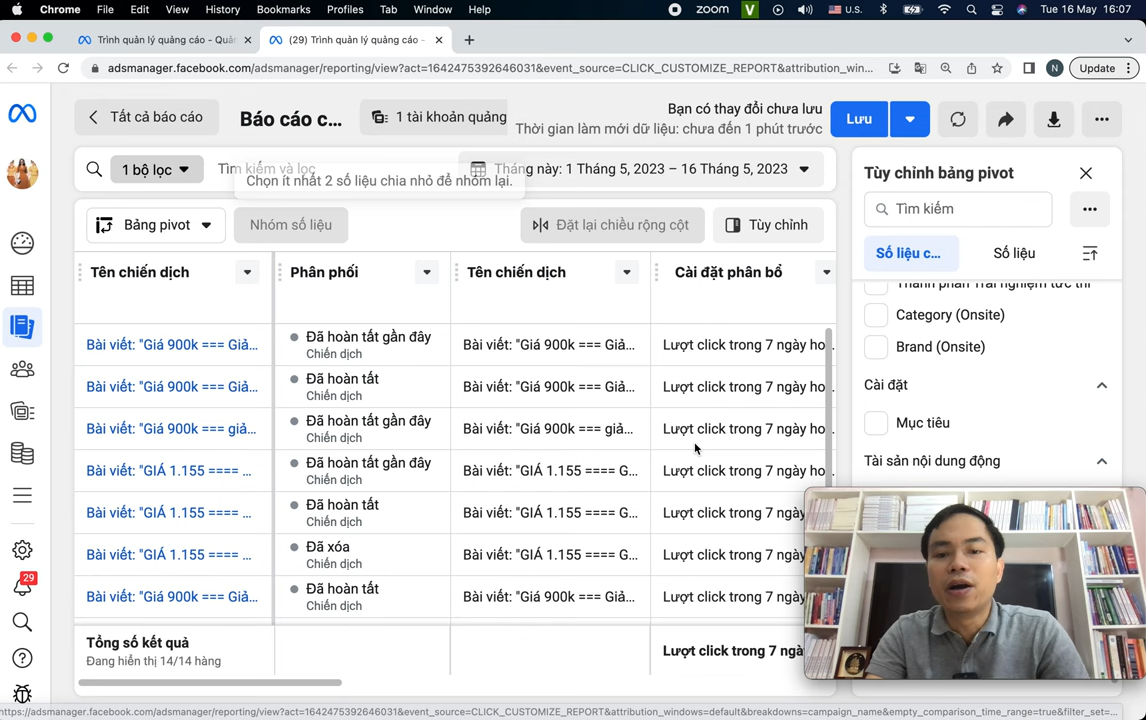 Chrome File Edit View History Bookmarks Profiles Tab Window Help zoom V U.S. Tue 16 May 16:07
Trình quản lý quảng cáo - Quản
(29) Trình quản lý quảng cáo -
adsmanager.facebook.com/adsmanager/reporting/view?act=1642475392646031&event_source=CLICK_CUSTOMIZE_REPORT&attribution_win...
N Update
Tất cả báo cáo
Báo cáo c...
1 tài khoản quảng
Bạn có thay đổi chưa lưu
Thời gian làm mới dữ liệu: chưa đến 1 phút trước
Lưu
1 bộ lọc
Tìm kiếm và lọc
Chọn ít nhất 2 số liệu chia nhỏ để nhóm lại.
Tháng này: 1 Tháng 5, 2023 – 16 Tháng 5, 2023
Bảng pivot
Nhóm số liệu
Đặt lại chiều rộng cột
Tùy chỉnh
Tên chiến dịch Phân phối Tên chiến dịch Cài đặt phân bổ
Bài viết: "Giá 900k === Giả... Đã hoàn tất gần đây Bài viết: "Giá 900k === Giả... Lượt click trong 7 ngày ho...
Chiến dịch
Bài viết: "Giá 900k === Giả... Đã hoàn tất Bài viết: "Giá 900k === Giả... Lượt click trong 7 ngày ho...
Chiến dịch
Bài viết: "Giá 900k === giả... Đã hoàn tất gần đây Bài viết: "Giá 900k === giả... Lượt click trong 7 ngày ho...
Chiến dịch
Bài viết: "GIÁ 1.155 ==== ... Đã hoàn tất gần đây Bài viết: "GIÁ 1.155 ==== G... Lượt click trong 7 ngày ho...
Chiến dịch
Bài viết: "GIÁ 1.155 ==== ... Đã hoàn tất Bài viết: "GIÁ 1.155 ==== G... Lượt click trong 7 ngày
Chiến dịch
Bài viết: "GIÁ 1.155 ==== ... Đã xóa Bài viết: "GIÁ 1.155 ==== G... Lượt click trong 7 ngày
Chiến dịch
Bài viết: "Giá 900k === Giả... Đã hoàn tất Bài viết: "Giá 900k === Giả... Lượt click trong 7 ngày
Chiến dịch
Tổng số kết quả Lượt click trong 7 ngà
Đang hiển thị 14/14 hàng
Tùy chỉnh bảng pivot
Tìm kiếm
Số liệu c...
Số liệu
Thành phần Trải nghiệm tức thì
Category (Onsite)
Brand (Onsite)
Cài đặt
Mục tiêu
Tài sản nội dung động
29
https://adsmanager.facebook.com/adsmanager/reporting/view?act=1642475392646031&event_source=CLICK_CUSTOMIZE_REPORT&attribution_windows=default&breakdowns=campaign_name&empty_comparison_time_range=true&filter_set=...